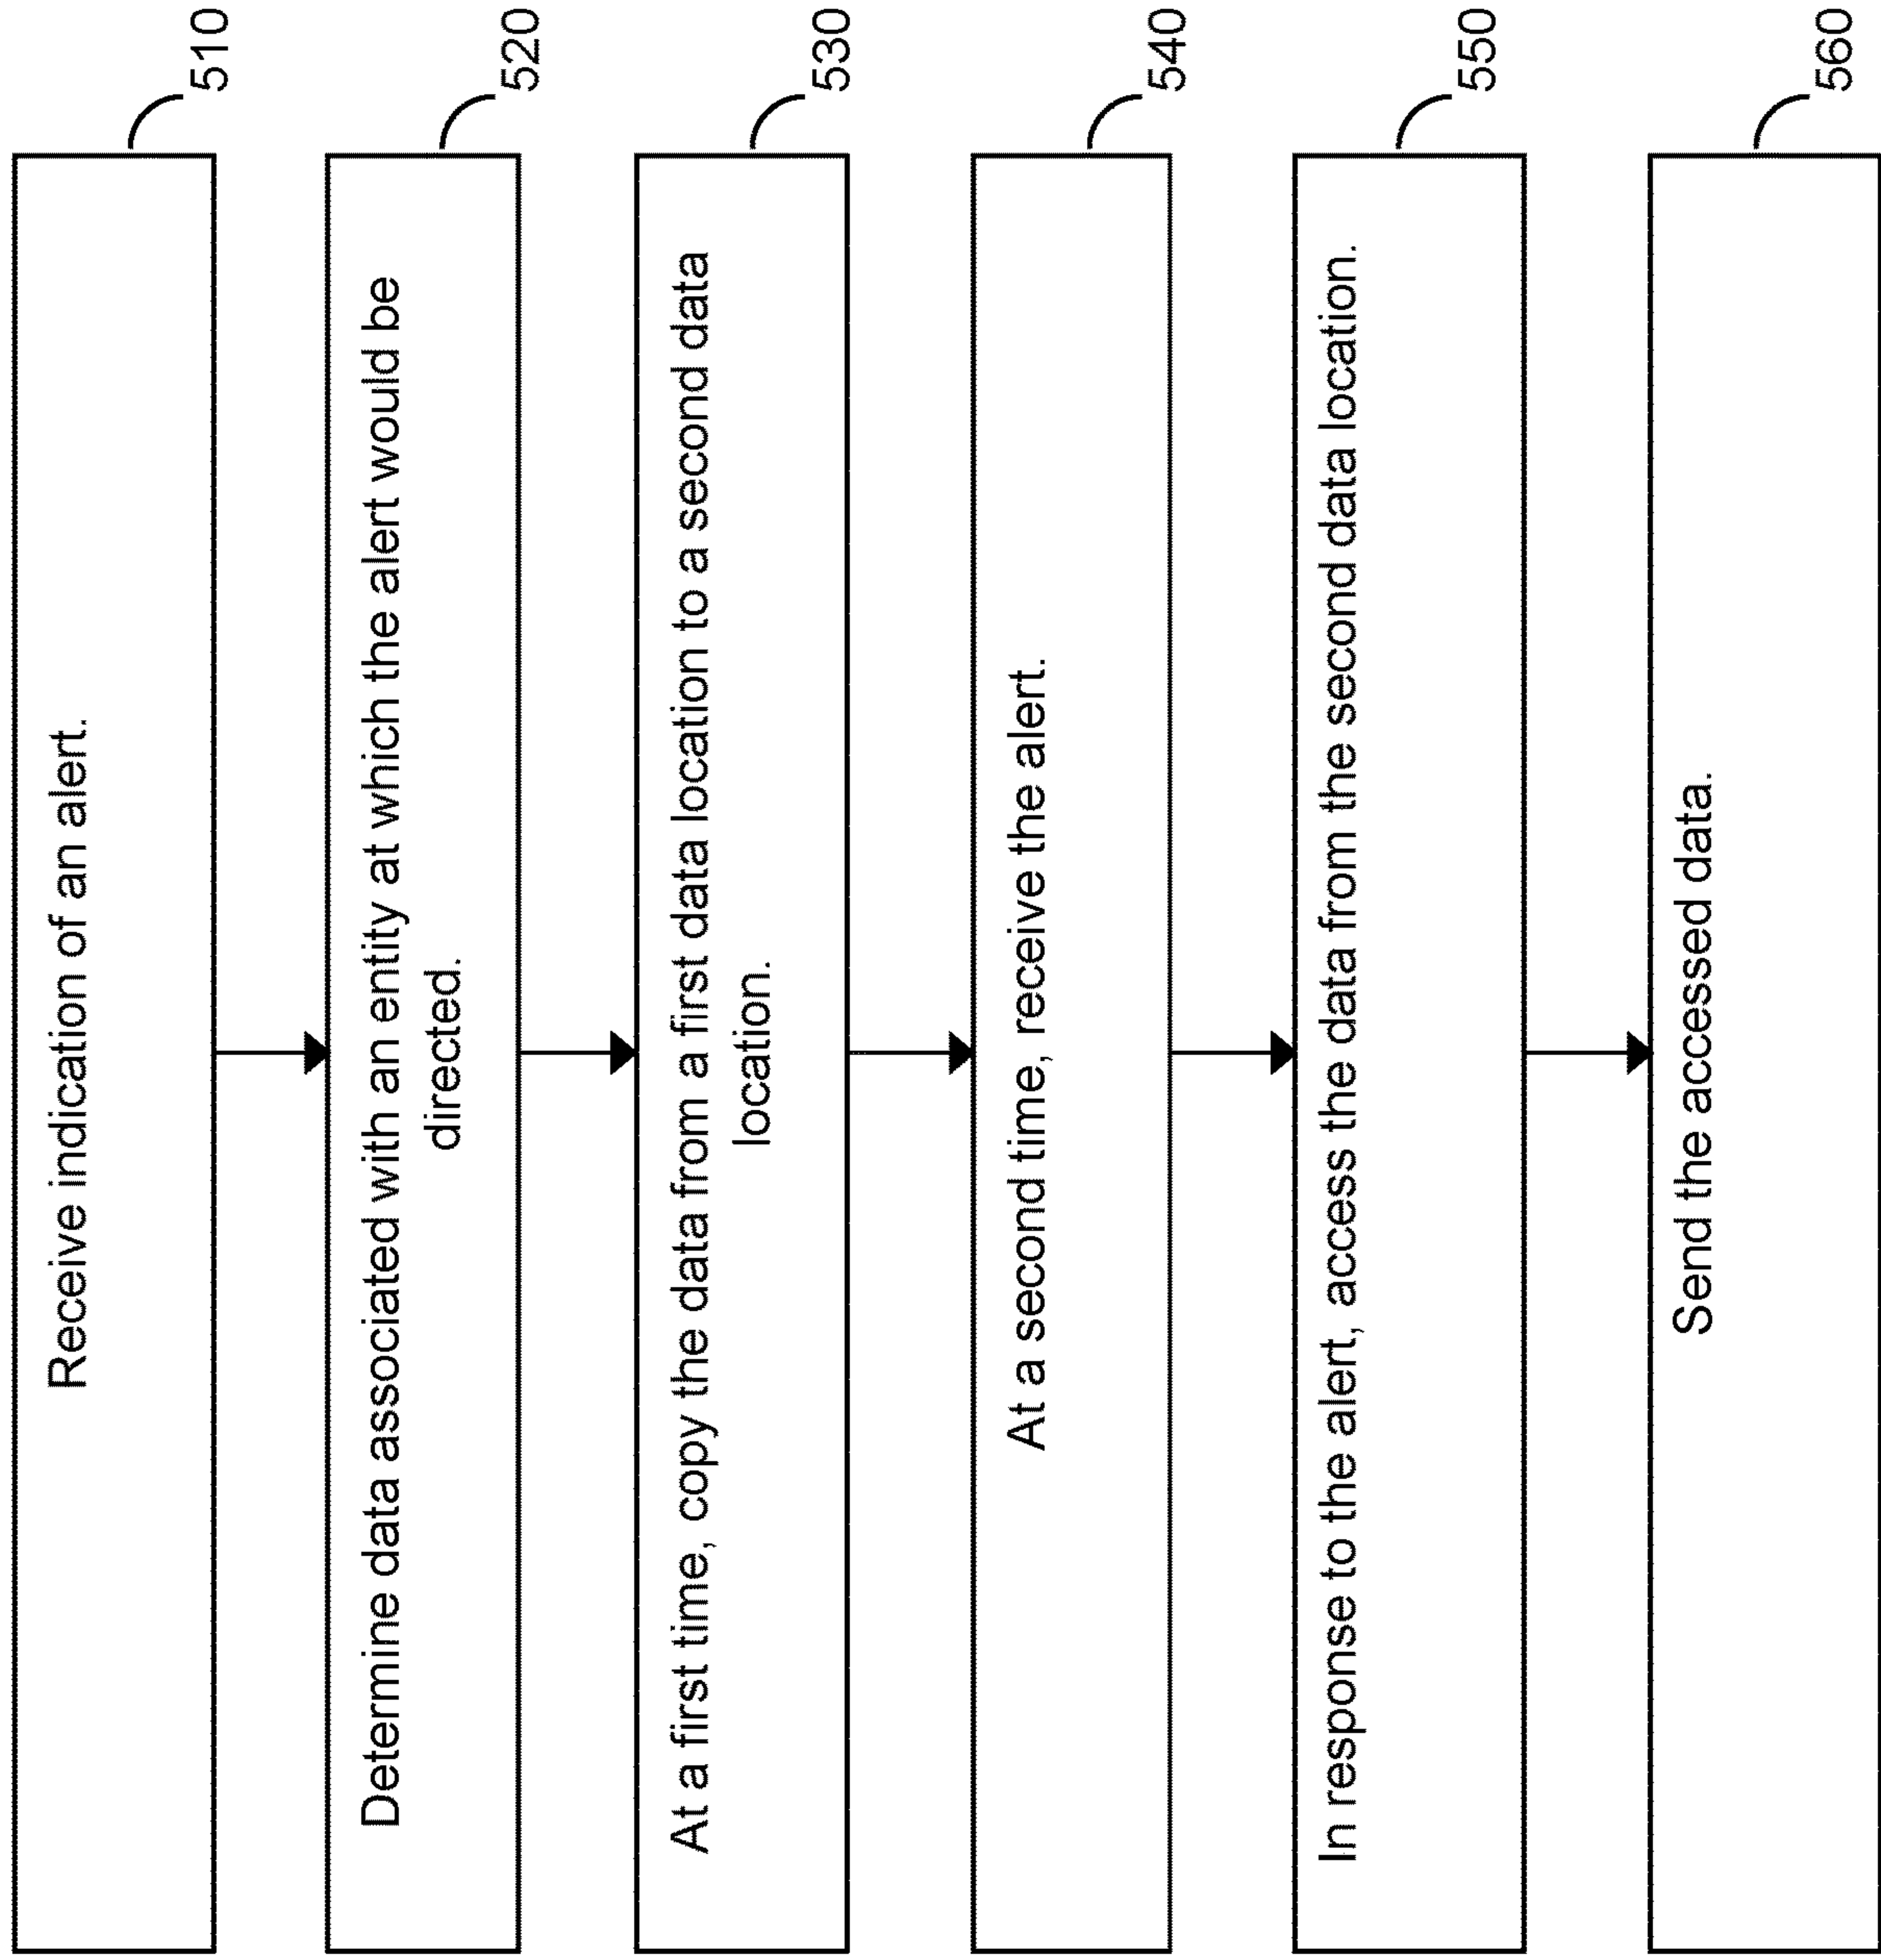 Receive indication of an alert.
510
Determine data associated with an entity at which the alert would be
directed.
520
At a first time, copy the data from a first data location to a second data
location.
530
At a second time, receive the alert.
540
In response to the alert, access the data from the second data location.
550
Send the accessed data.
560